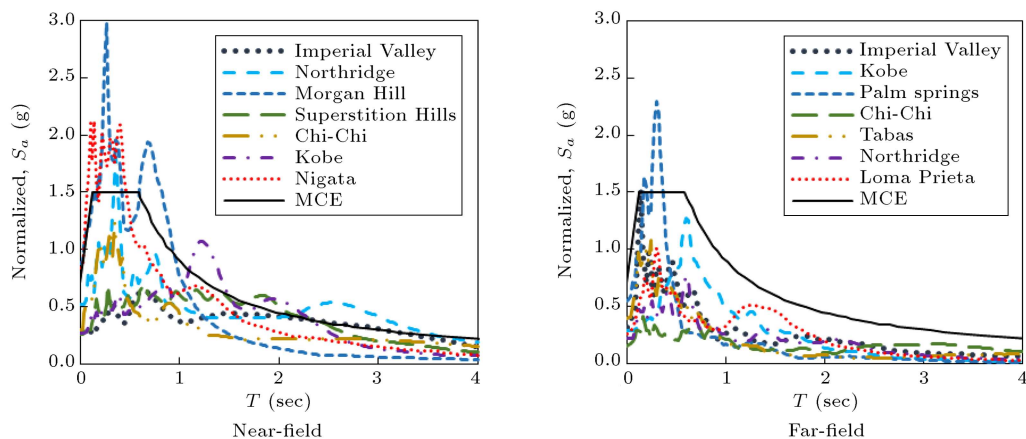 Normalized, Sa (g)
3.0
2.5
2.0
1.5
1.0
0.5
0.0
0
1
2
3
4
T (sec)
Imperial Valley
Northridge
Morgan Hill
Superstition Hills
Chi-Chi
Kobe
Nigata
MCE
Near-field
Normalized, Sa (g)
3.0
2.5
2.0
1.5
1.0
0.5
0.0
0
1
2
3
4
T (sec)
Imperial Valley
Kobe
Palm springs
Chi-Chi
Tabas
Northridge
Loma Prieta
MCE
Far-field